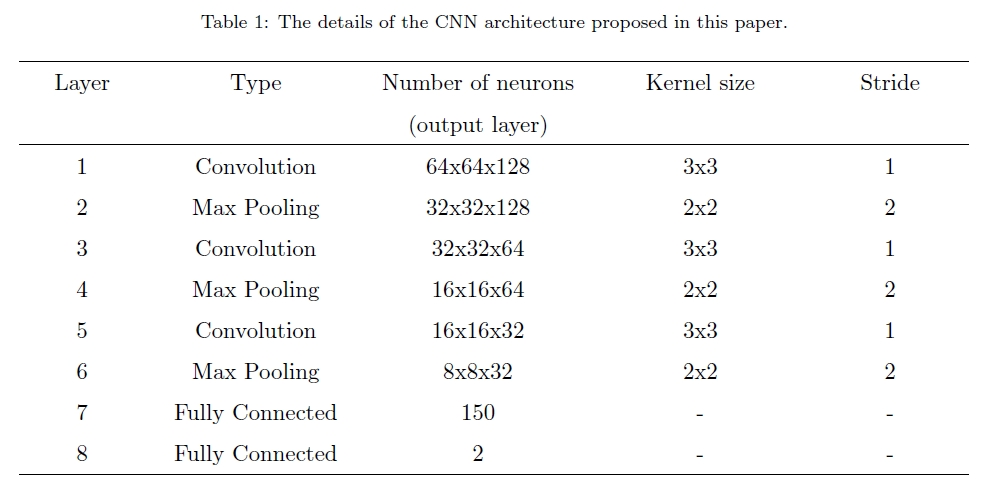 Table 1: The details of the CNN architecture proposed in this paper.
Layer Type Number of neurons Kernel size Stride
(output layer)
1 Convolution 64x64x128 3x3 1
2 Max Pooling 32x32x128 2x2 2
3 Convolution 32x32x64 3x3 1
4 Max Pooling 16x16x64 2x2 2
5 Convolution 16x16x32 3x3 1
6 Max Pooling 8x8x32 2x2 2
7 Fully Connected 150 - -
8 Fully Connected 2 - -